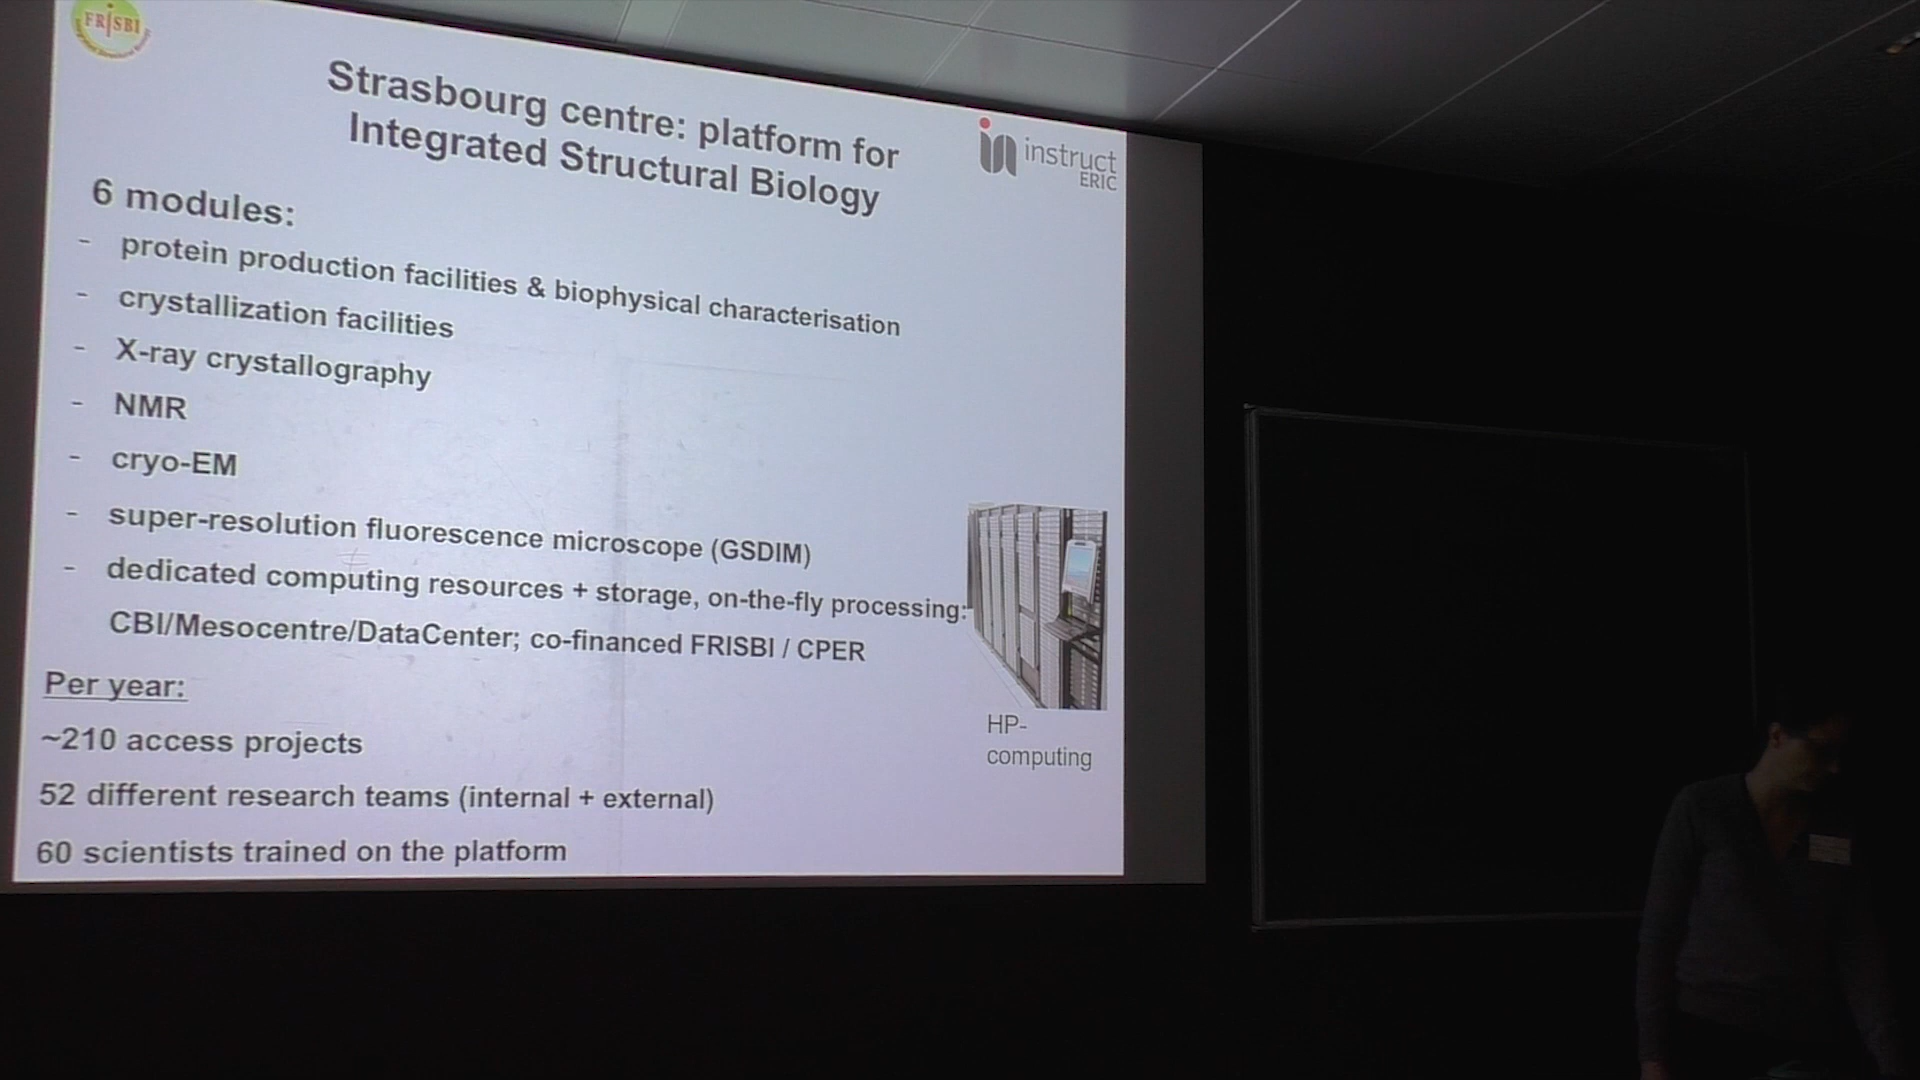 FRISBI
Strasbourg centre: platform for
Integrated Structural Biology
instruct
ERIC
6 modules:
- protein production facilities & biophysical characterisation
- crystallization facilities
- X-ray crystallography
- NMR
- cryo-EM
- super-resolution fluorescence microscope (GSDIM)
- dedicated computing resources + storage, on-the-fly processing:
CBI/Mesocentre/DataCenter; co-financed FRISBI / CPER
HP-
computing
Per year:
~210 access projects
52 different research teams (internal + external)
60 scientists trained on the platform